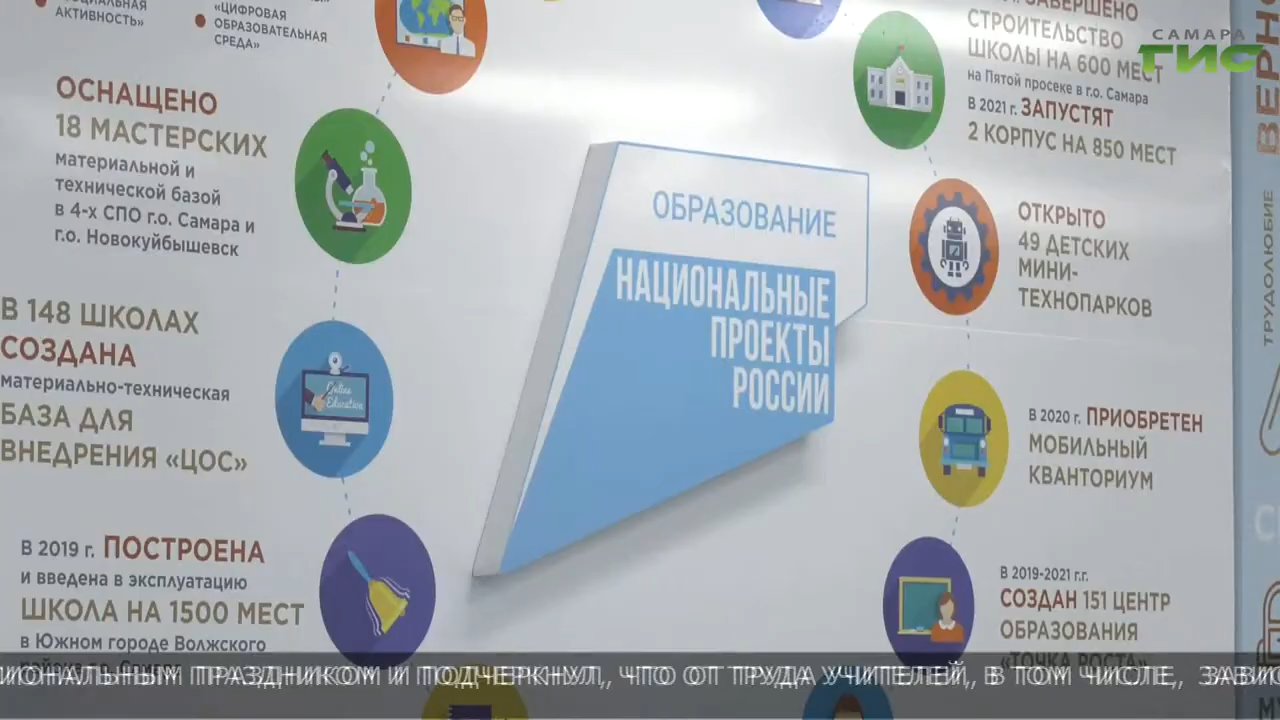 АКТИВНОСТЬ»
«ЦИФРОВАЯ
ОБРАЗОВАТЕЛЬНАЯ
СРЕДА»
ОСНАЩЕНО
18 МАСТЕРСКИХ
материальной и
технической базой
в 4-х СПО г.о. Самара и
г.о. Новокуйбышевск
В 148 ШКОЛАХ
СОЗДАНА
материально-техническая
БАЗА ДЛЯ
ВНЕДРЕНИЯ «ЦОС»
В 2019 г. ПОСТРОЕНА
и введена в эксплуатацию
ШКОЛА НА 1500 МЕСТ
в Южном городе Волжского
Online
Education
ОБРАЗОВАНИЕ
НАЦИОНАЛЬНЫЕ
ПРОЕКТЫ
РОССИИ
ЗАВЕРШЕНО
СТРОИТЕЛЬСТВО
ШКОЛЫ НА 600 МЕСТ
на Пятой просеке в г.о. Самара
В 2021 г. ЗАПУСТЯТ
2 КОРПУС НА 850 МЕСТ
ОТКРЫТО
49 ДЕТСКИХ
МИНИ-
ТЕХНОПАРКОВ
В 2020 г. ПРИОБРЕТЕН
МОБИЛЬНЫЙ
КВАНТОРИУМ
В 2019-2021 г.г.
СОЗДАН 151 ЦЕНТР
ОБРАЗОВАНИЯ
«ТОЧКА РОСТА»
САМАРА
ГИС
ТРУДОЛЮБИЕ
ПРАЗДНИКОМ И ПОДЧЕРКНУЛ, ЧТО ОТ ТРУДА УЧИТЕЛЕЙ, В ТОМ ЧИСЛЕ,